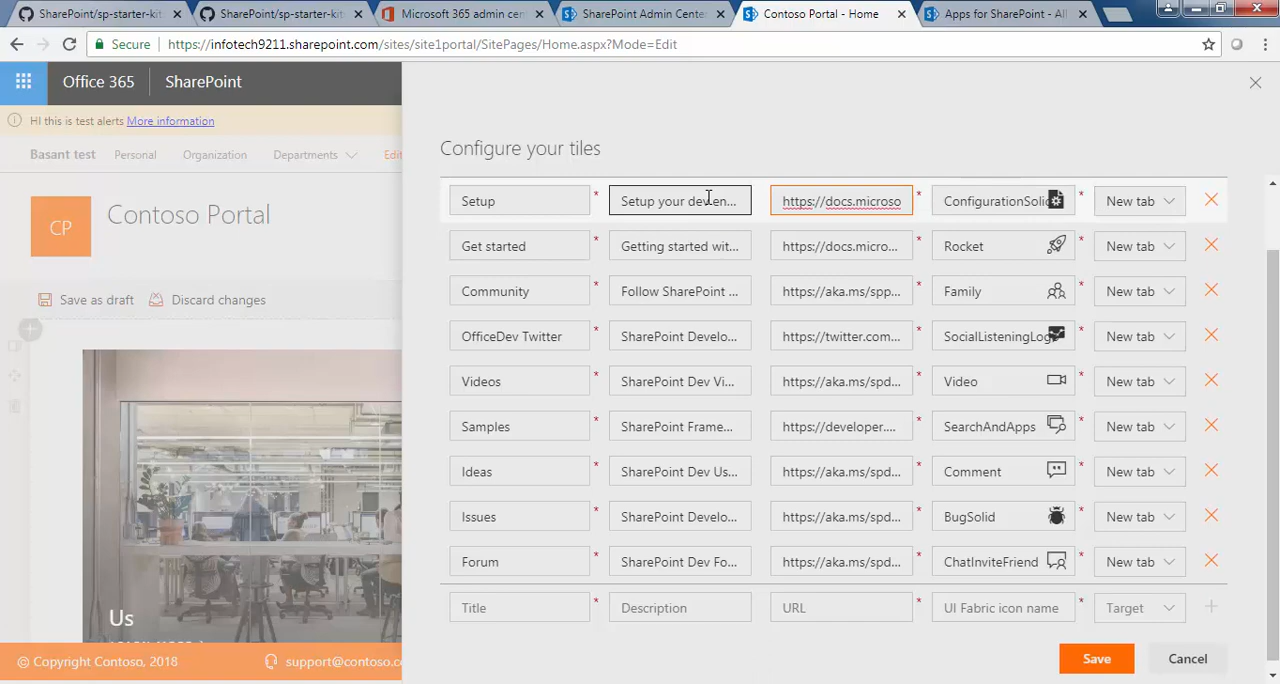 SharePoint/sp-starter-kit
SharePoint/sp-starter-kit
Microsoft 365 admin cen
SharePoint Admin Cente
Contoso Portal - Home
Apps for SharePoint - All
Secure https://infotech9211.sharepoint.com/sites/site1portal/SitePages/Home.aspx?Mode=Edit
Office 365 SharePoint
HI this is test alerts More information
Basant test Personal Organization Departments Edit
CP Contoso Portal
Save as draft Discard changes
Us
© Copyright Contoso, 2018 support@contoso.co
Configure your tiles
Setup * Setup your deven... https://docs.microso * ConfigurationSolid * New tab
Get started * Getting started wit... https://docs.micro... * Rocket * New tab
Community * Follow SharePoint ... https://aka.ms/spp... * Family * New tab
OfficeDev Twitter * SharePoint Develo... https://twitter.com... * SocialListeningLog * New tab
Videos * SharePoint Dev Vi... https://aka.ms/spd... * Video * New tab
Samples * SharePoint Frame... https://developer.... * SearchAndApps * New tab
Ideas * SharePoint Dev Us... https://aka.ms/spd... * Comment * New tab
Issues * SharePoint Develo... https://aka.ms/spd... * BugSolid * New tab
Forum * SharePoint Dev Fo... https://aka.ms/spd... * ChatInviteFriend * New tab
Title * Description URL * UI Fabric icon name * Target
Save Cancel